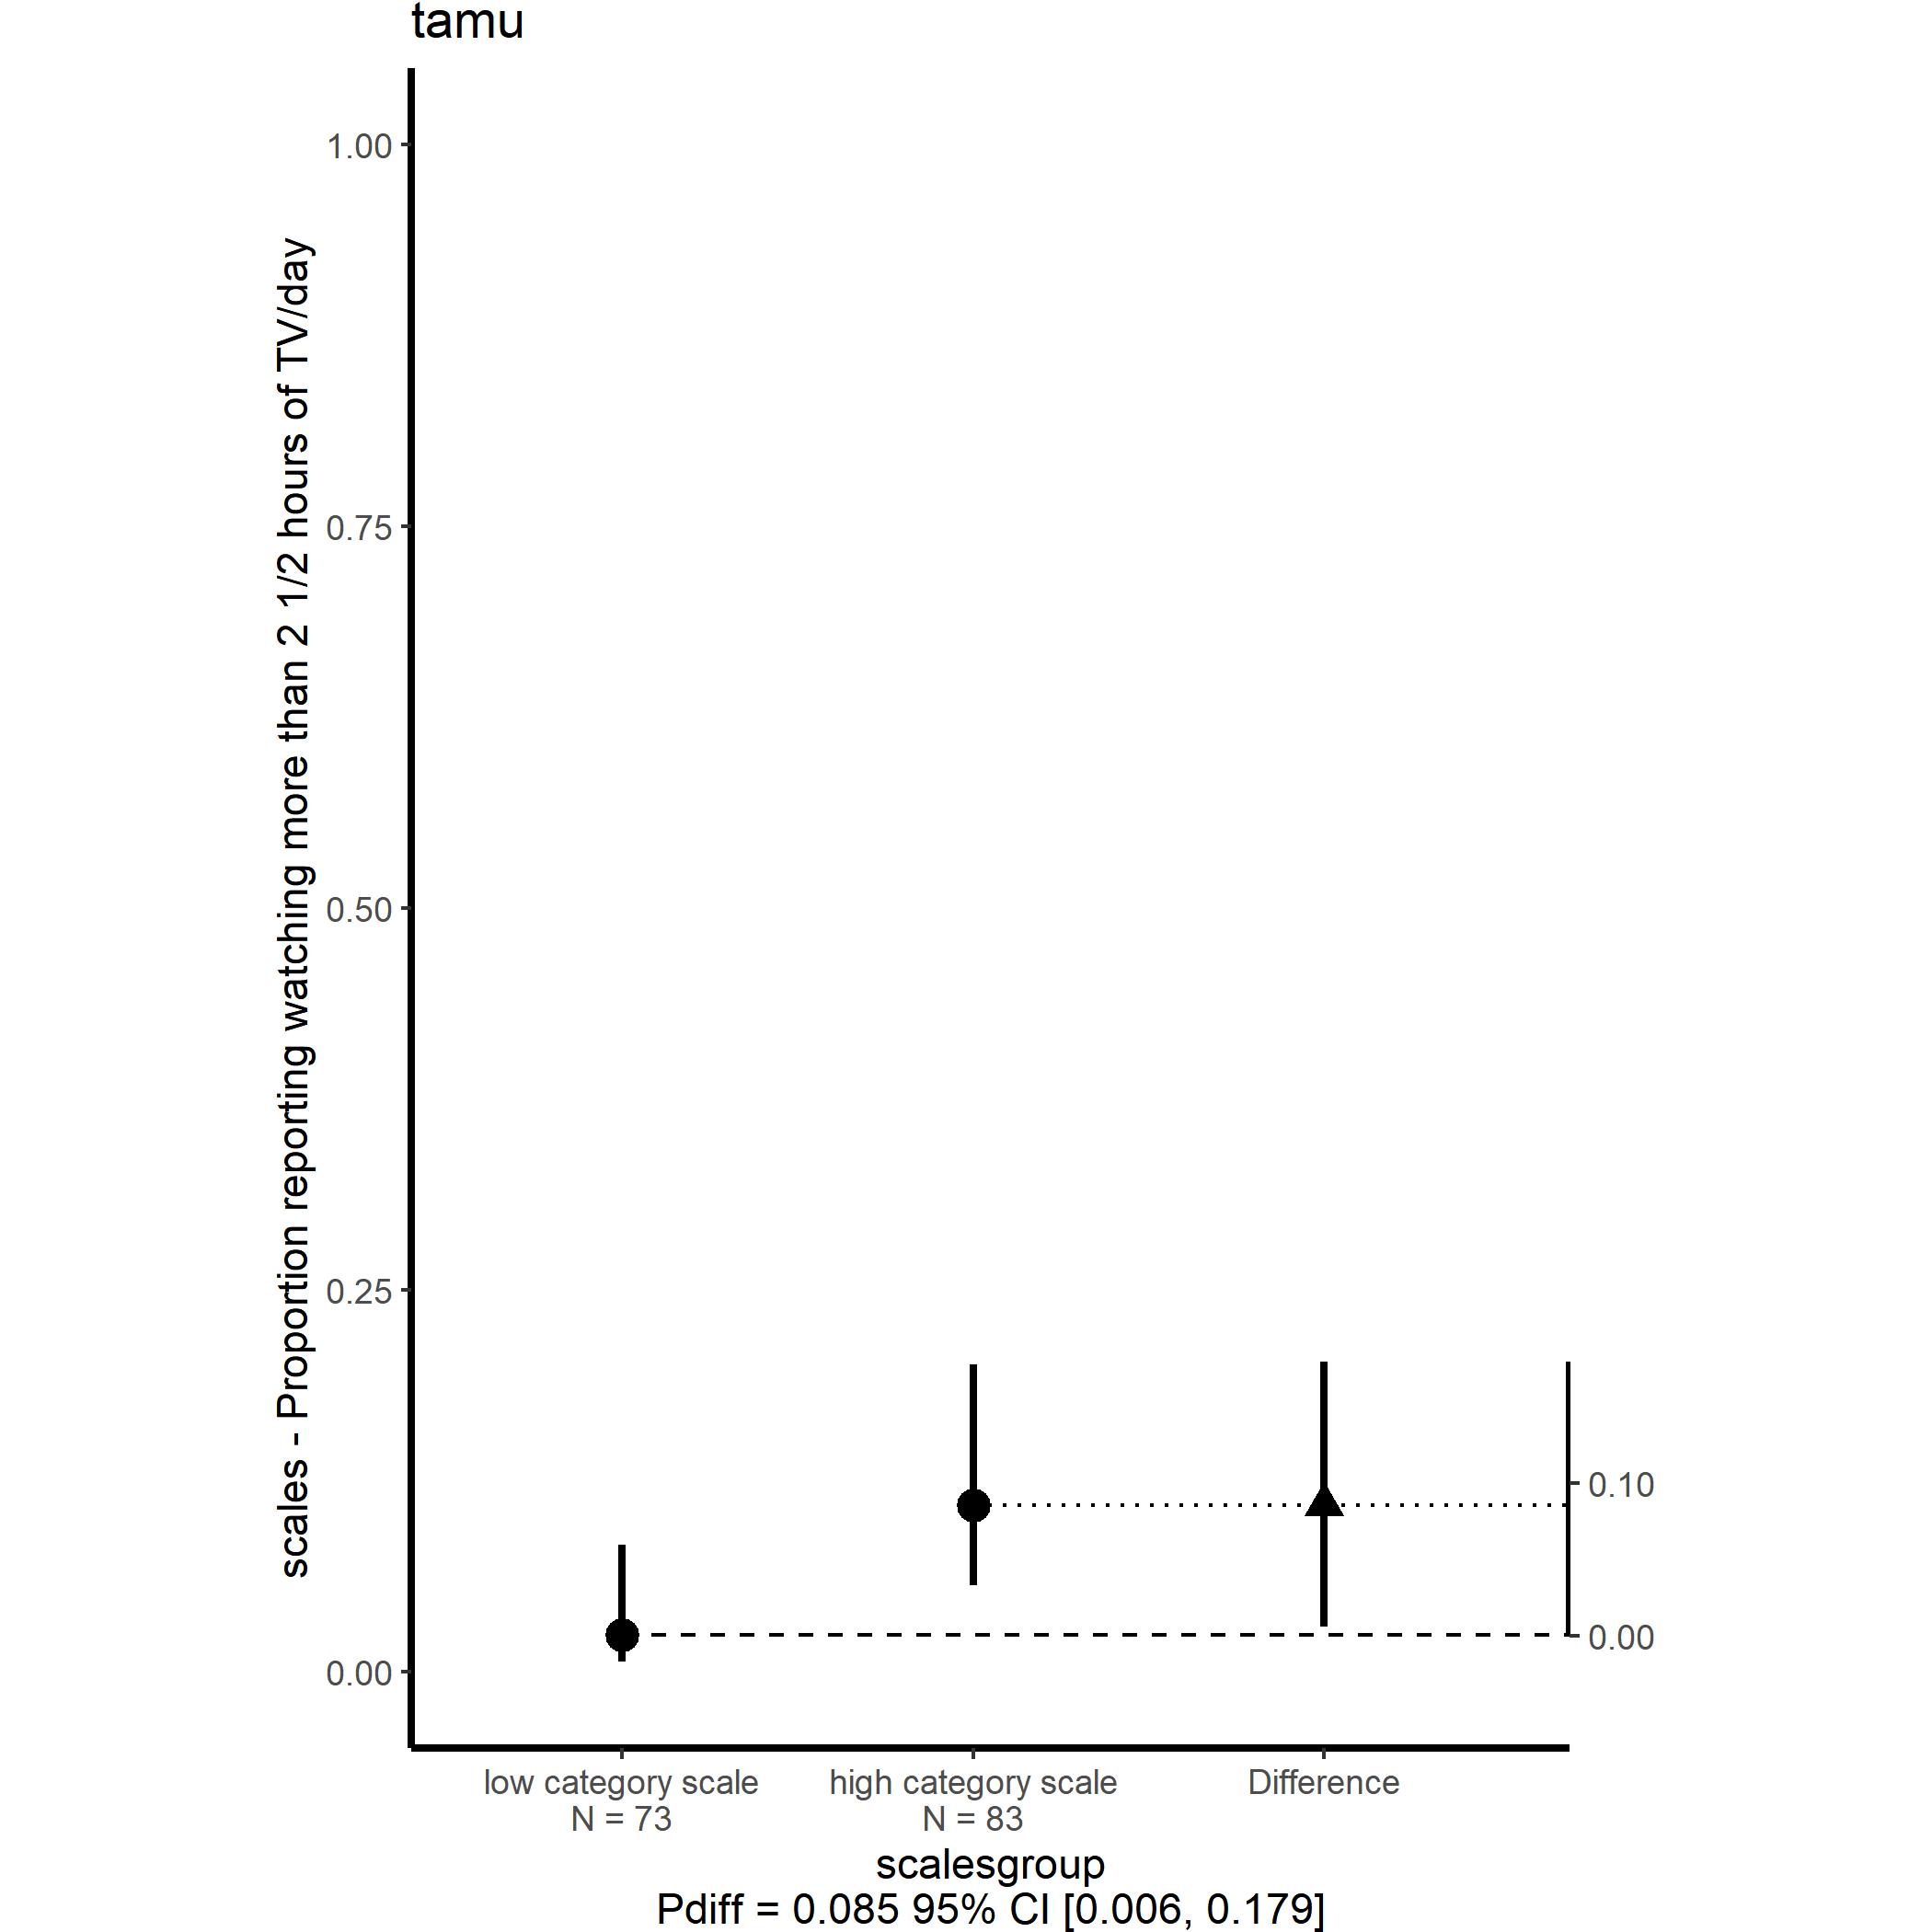 tamu
scales - Proportion reporting watching more than 2 1/2 hours of TV/day
1.00
0.75
0.50
0.25
0.00
0.10
0.00
low category scale
N = 73
high category scale
N = 83
Difference
scalesgroup
Pdiff = 0.085 95% CI [0.006, 0.179]